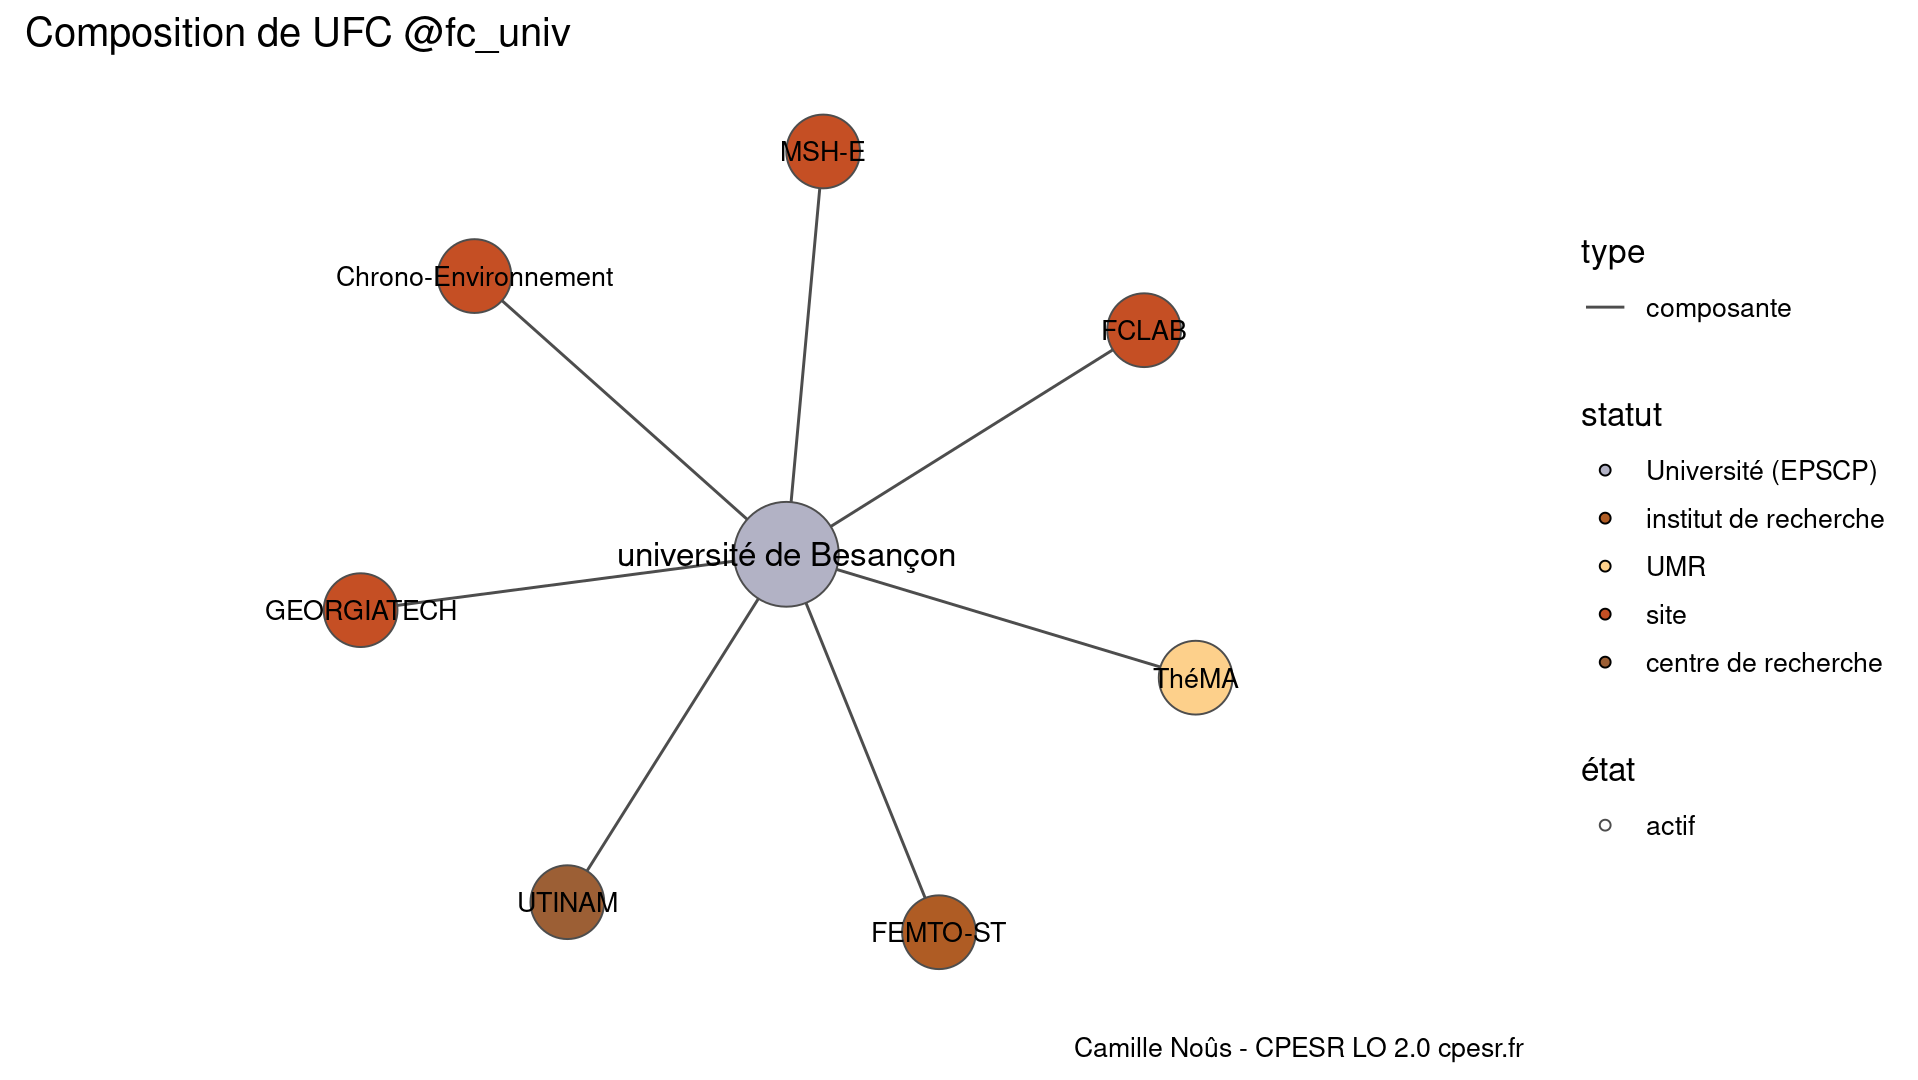 Composition de UFC @fc_univ
MSH-E
Chrono-Environnement
FCLAB
université de Besançon
GEORGIATECH
ThéMA
UTINAM
FEMTO-ST
type
composante
statut
Université (EPSCP)
institut de recherche
UMR
site
centre de recherche
état
actif
Camille Noûs - CPESR LO 2.0 cpesr.fr